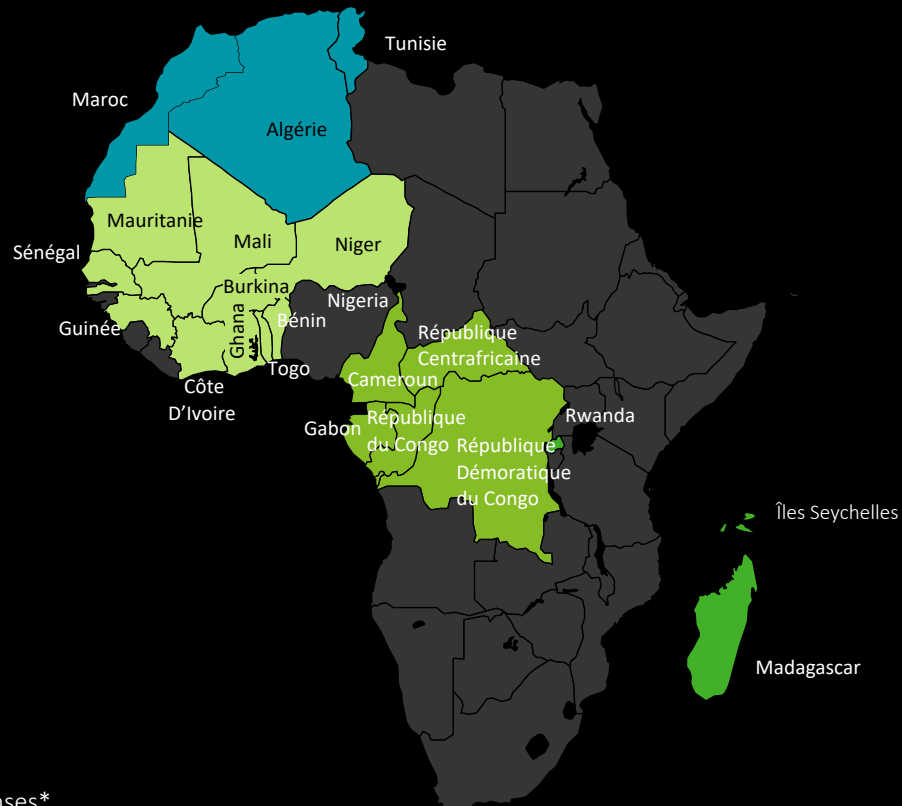 Tunisie
Maroc
Algérie
Mauritanie
Mali
Niger
Sénégal
Burkina
Nigeria
Guinée
Ghana
Bénin
République
Centrafricaine
Togo
Cameroun
Côte
D'Ivoire
Gabon
République
du Congo
Rwanda
République
Démoratique
du Congo
Îles Seychelles
Madagascar